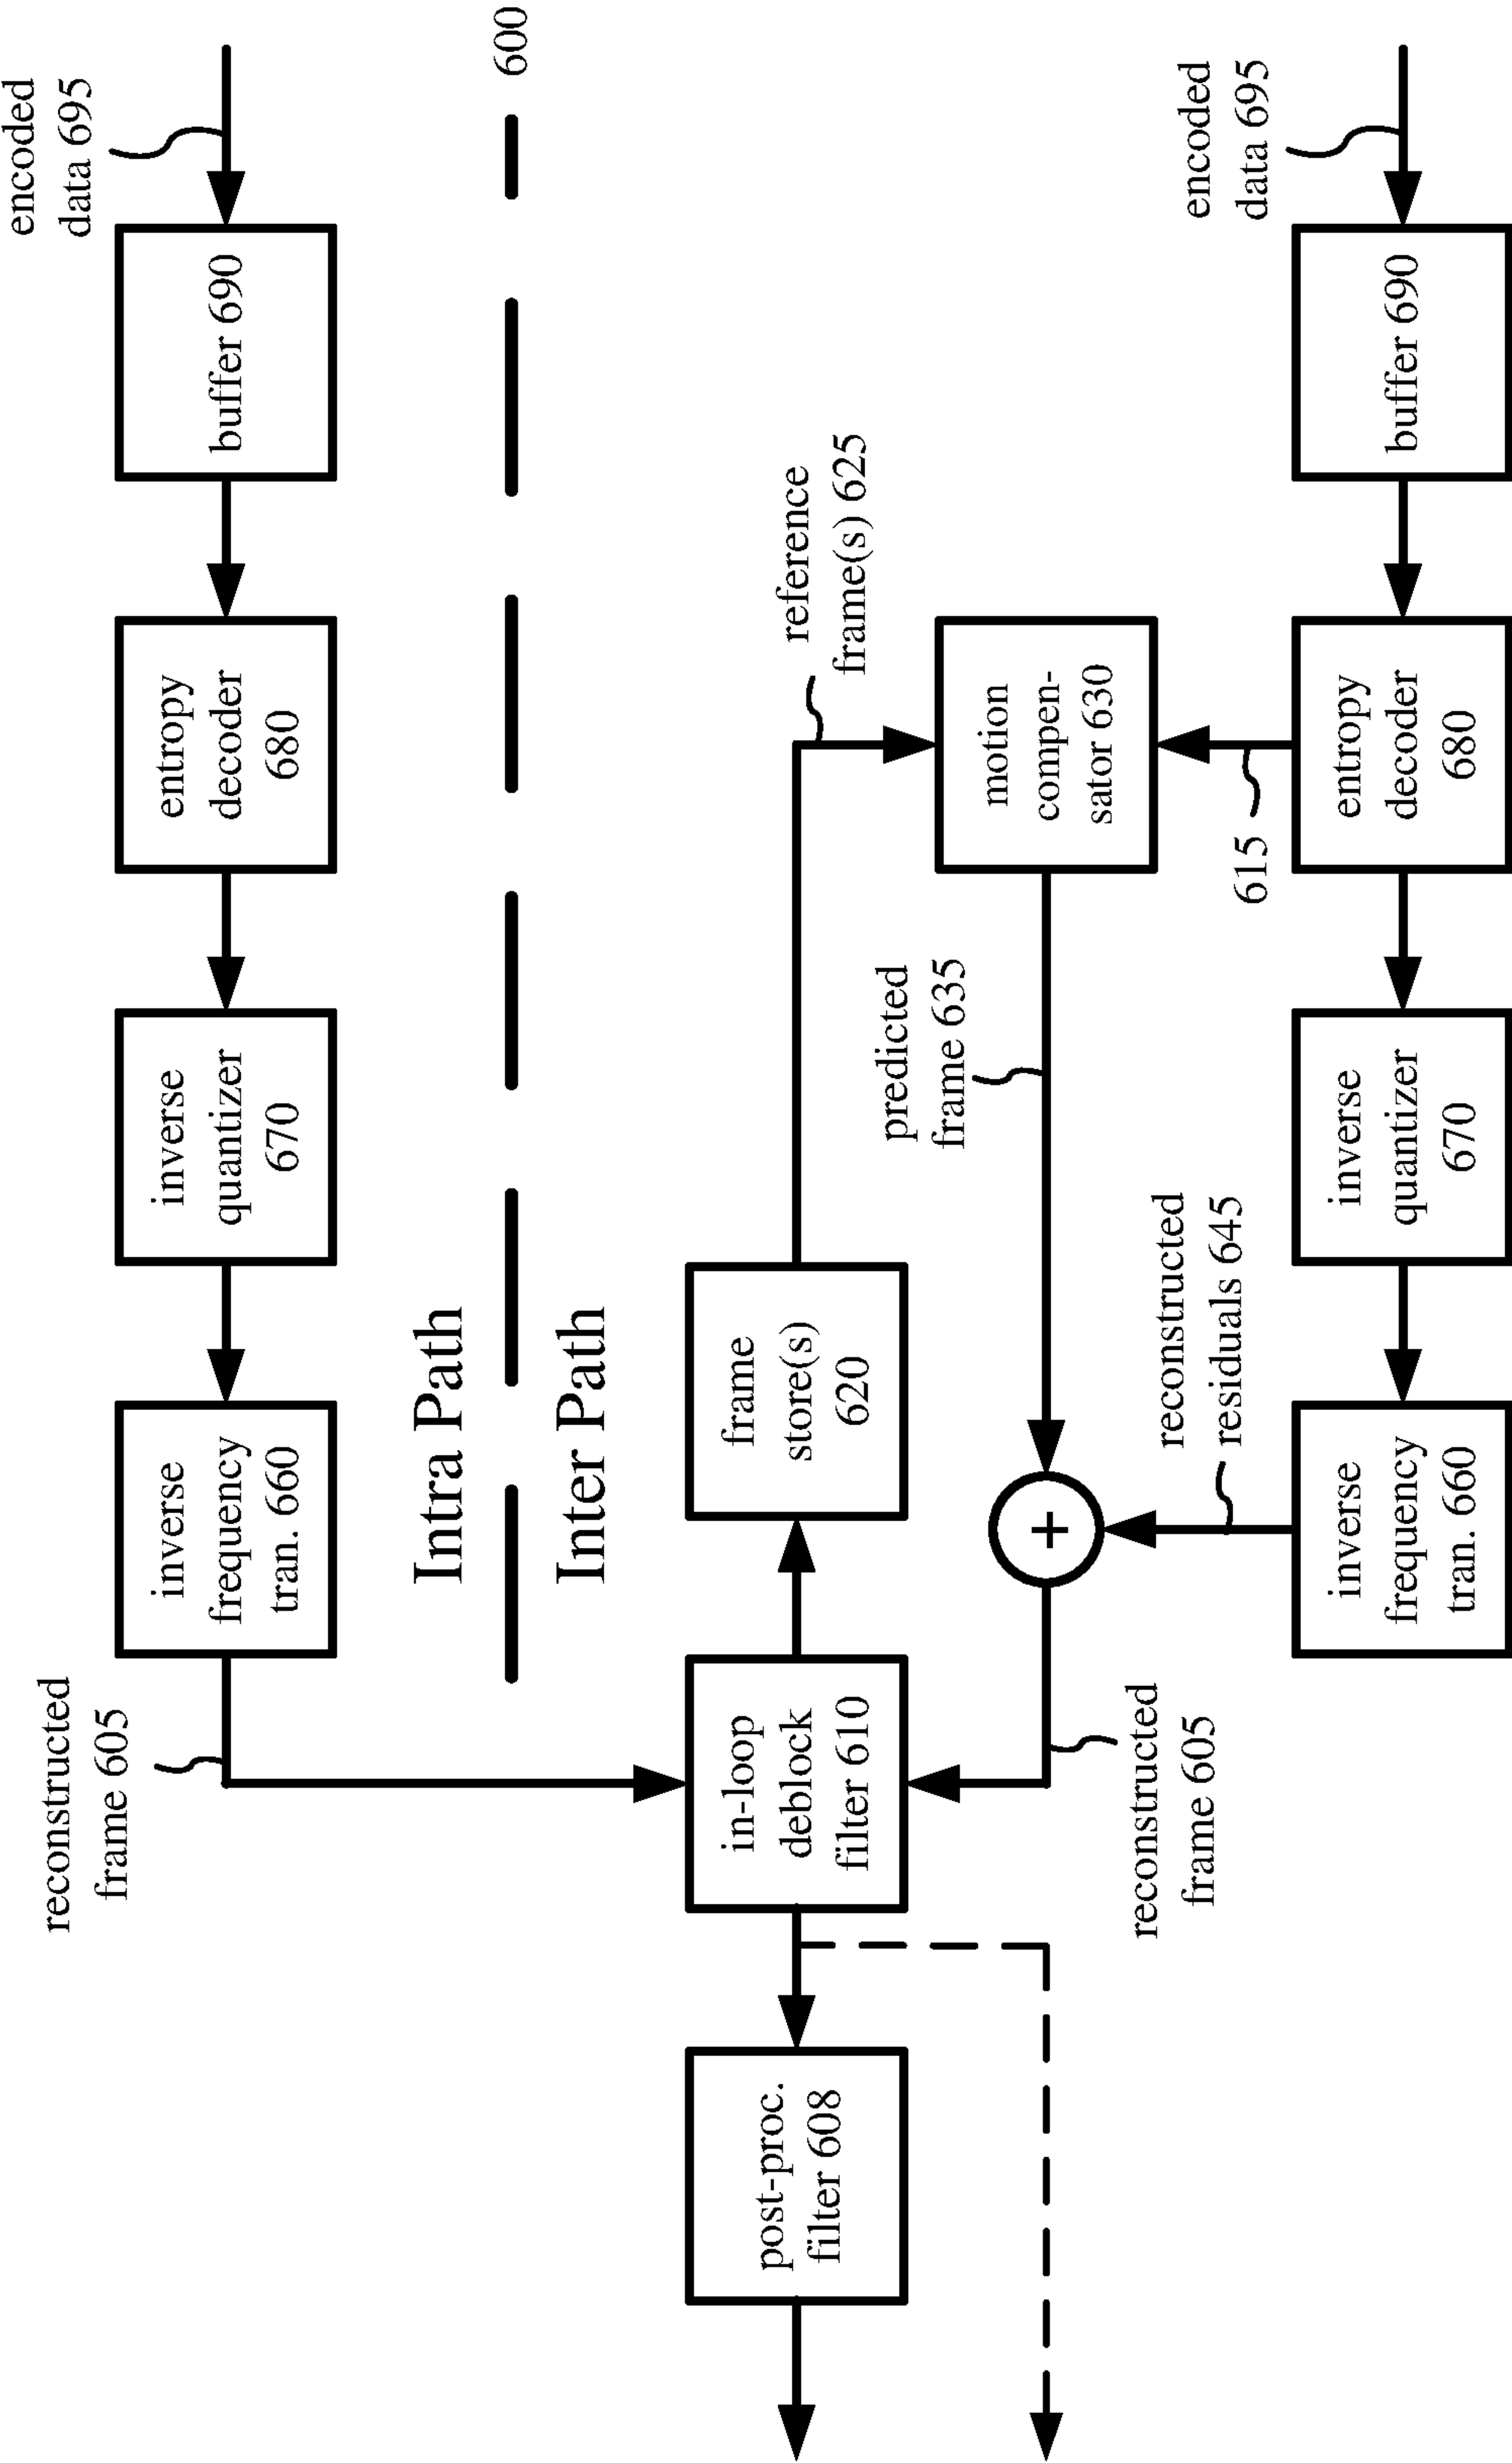 encoded
data 695
buffer 690
entropy
decoder
680
inverse
quantizer
670
inverse
frequency
tran. 660
reconstructed
frame 605
600
Intra Path
Inter Path
reference
frame(s) 625
frame
store(s)
620
in-loop
deblock
filter 610
post-proc.
filter 608
motion
compen-
sator 630
predicted
frame 635
reconstructed
frame 605
615
reconstructed
residuals 645
+
encoded
data 695
buffer 690
entropy
decoder
680
inverse
quantizer
670
inverse
frequency
tran. 660